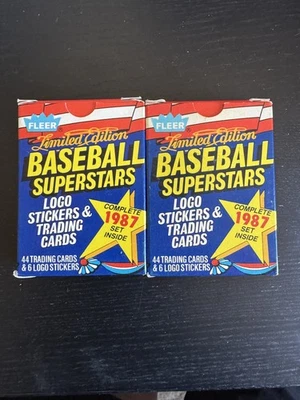 FLEER
Limited Edition
BASEBALL
SUPERSTARS
LOGO
STICKERS &
TRADING
CARDS
COMPLETE
1987
SET
INSIDE
44 TRADING CARDS
& 6 LOGO STICKERS
FLEER
Limited Edition
BASEBALL
SUPERSTARS
LOGO
STICKERS &
TRADING
CARDS
COMPLETE
1987
SET
INSIDE
44 TRADING CARDS
& 6 LOGO STICKERS